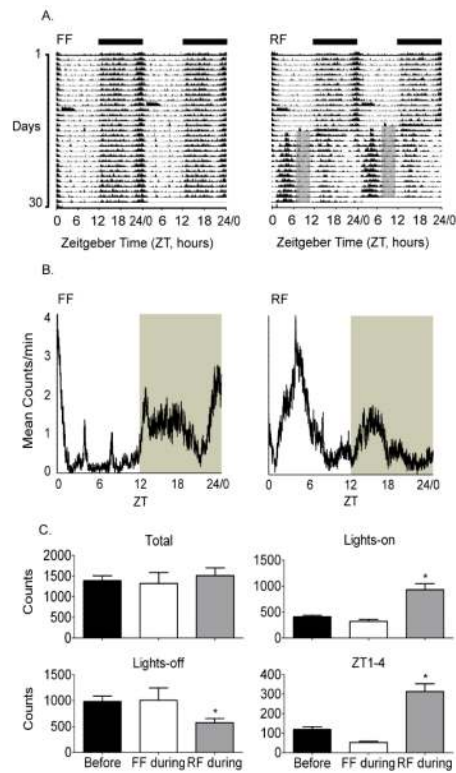 A.
FF
RF
1
Days
30
0 6 12 18 24/0 6 12 18 24/0
0 6 12 18 24/0 6 12 18 24/0
Zeitgeber Time (ZT, hours)
Zeitgeber Time (ZT, hours)
B.
FF
RF
Mean Counts/min
4
3
2
1
0
0 6 12 18 24/0
0 6 12 18 24/0
ZT
ZT
C.
Total
Counts
2000
1500
1000
500
0
Lights-on
1500
1000
500
0
*
Lights-off
Counts
1500
1000
500
0
*
Before FF during RF during
ZT1-4
400
300
200
100
0
*
Before FF during RF during